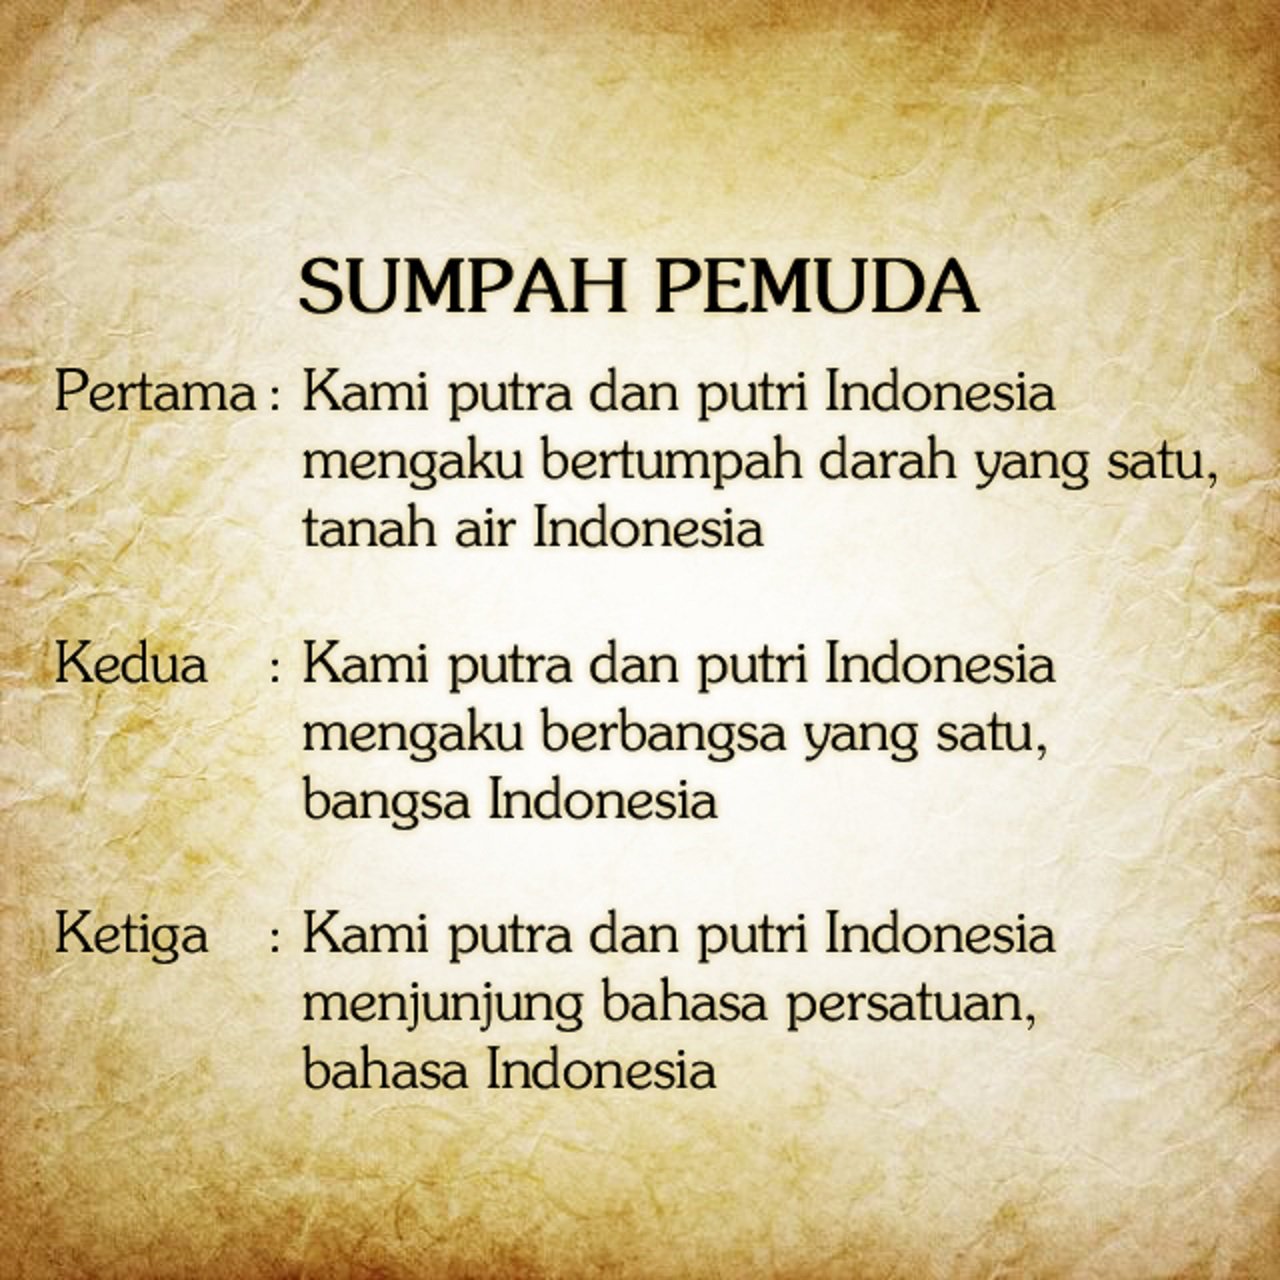 SUMPAH PEMUDA
Pertama : Kami putra dan putri Indonesia
mengaku bertumpah darah yang satu,
tanah air Indonesia
Kedua : Kami putra dan putri Indonesia
mengaku berbangsa yang satu,
bangsa Indonesia
Ketiga : Kami putra dan putri Indonesia
menjunjung bahasa persatuan,
bahasa Indonesia